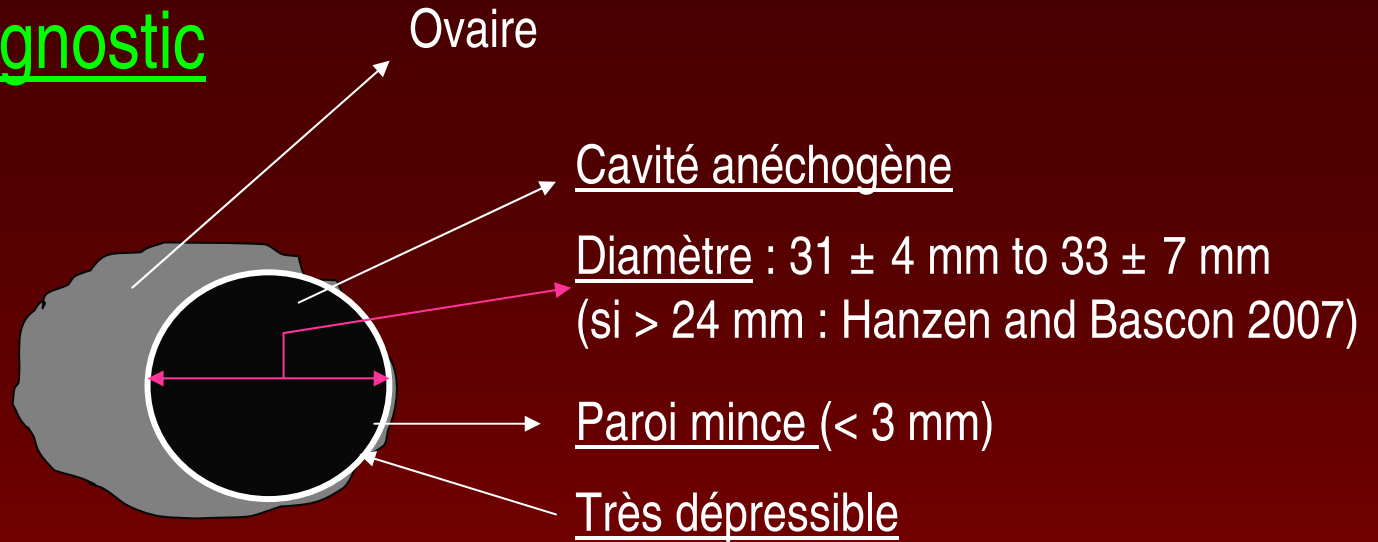 gnostic
Ovaire
Cavité anéchogène
Diamètre : 31 ± 4 mm to 33 ± 7 mm
(si > 24 mm : Hanzen and Bascon 2007)
Paroi mince (< 3 mm)
Très dépressible